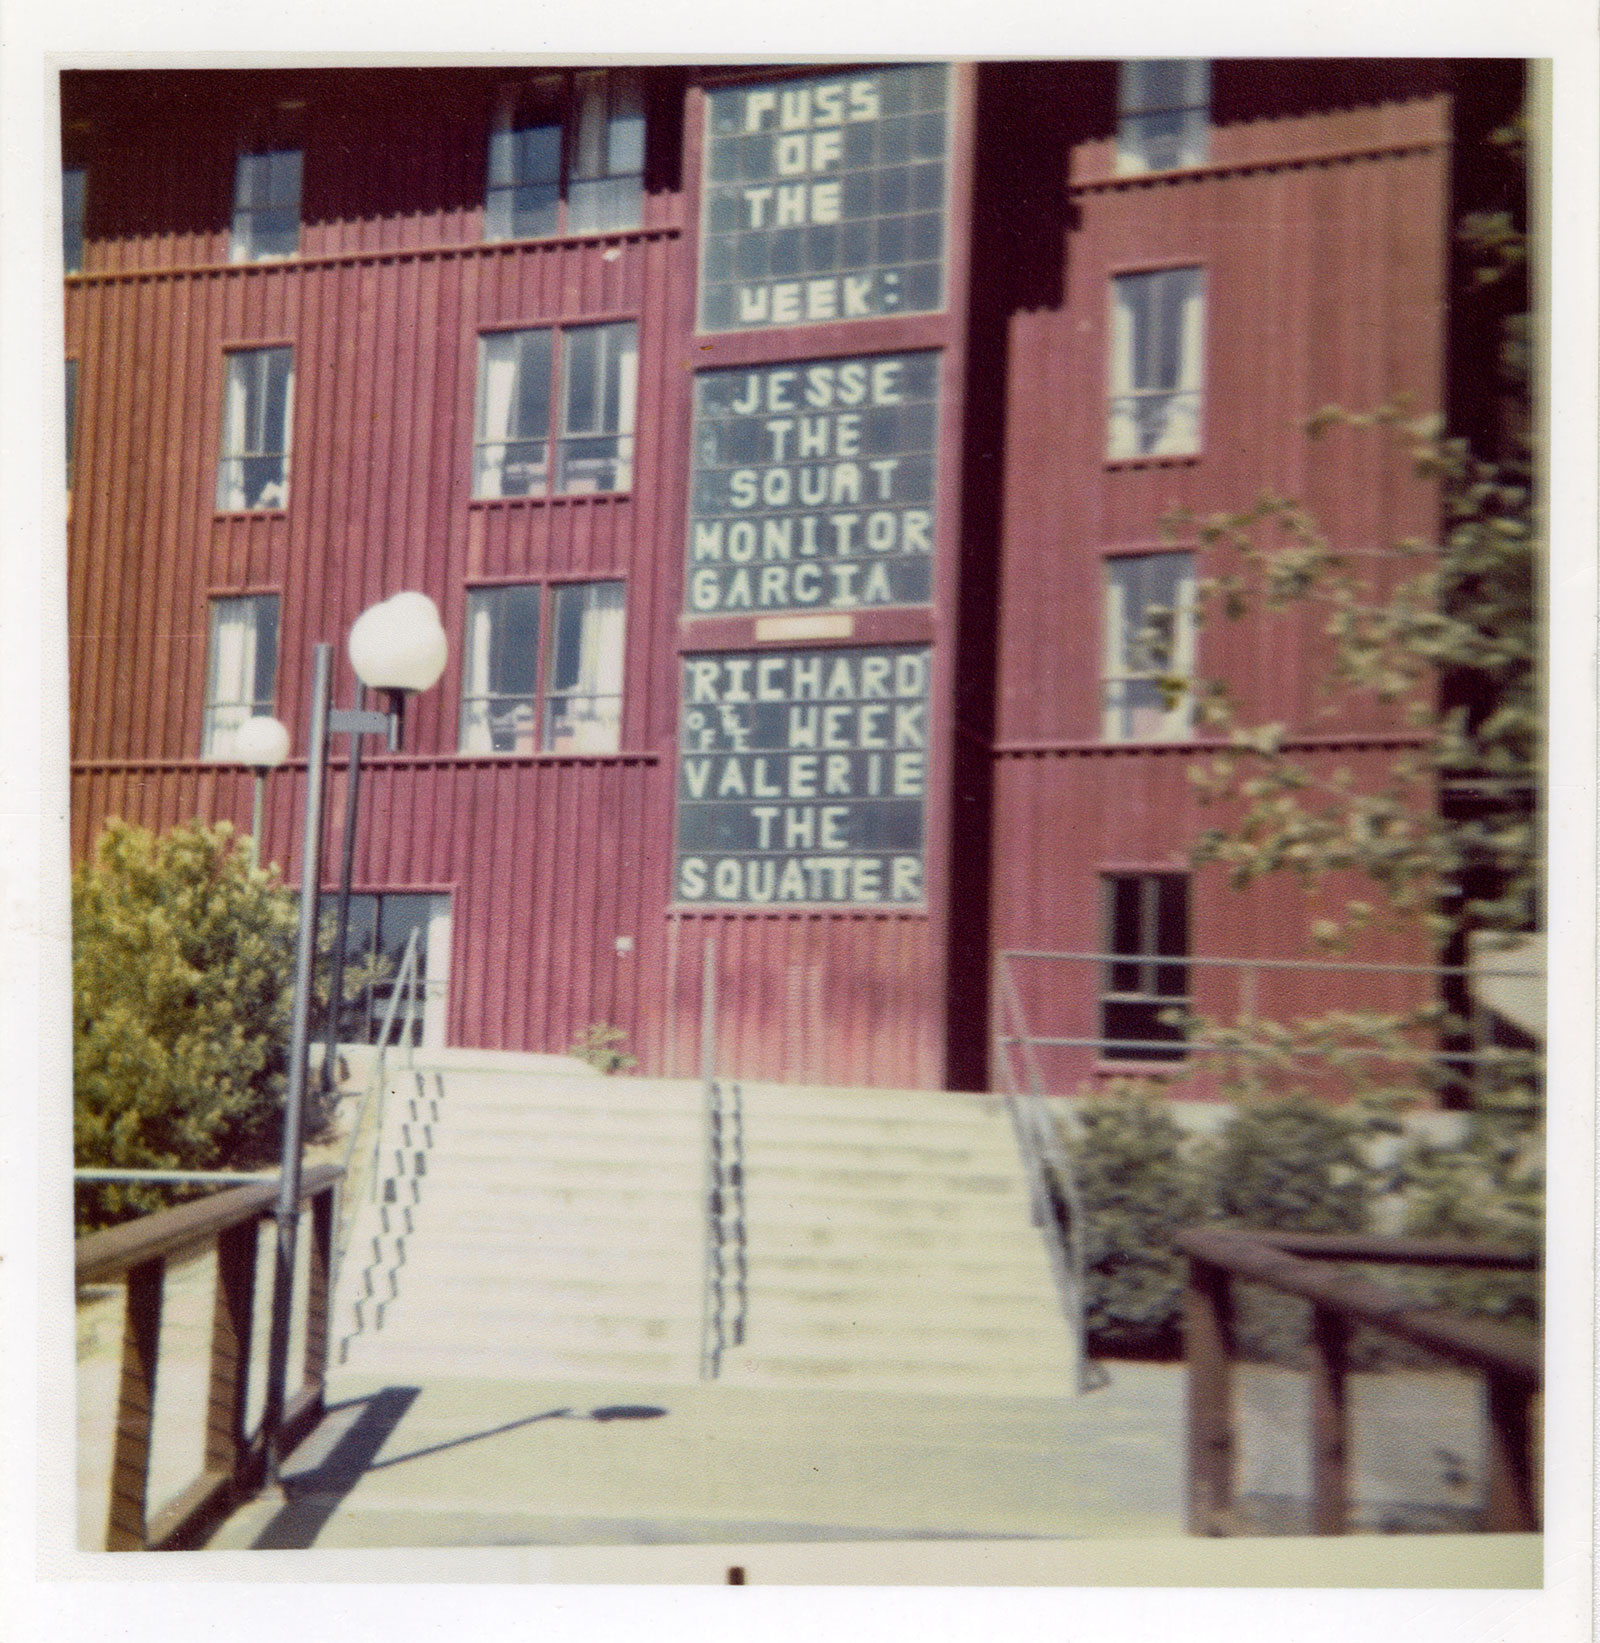 PUSS
OF
THE
WEEK:
JESSE
THE
SQUAT
MONITOR
GARCIA
RICHARD
OF THE WEEK
VALERIE
THE
SQUATTER